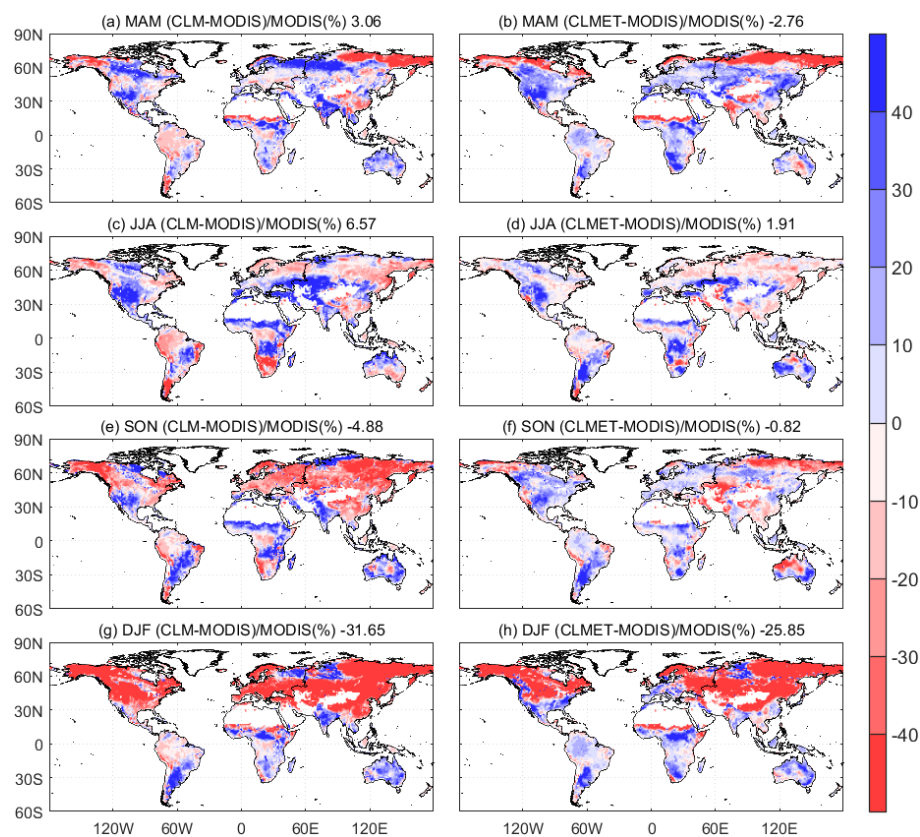 (a) MAM (CLM-MODIS)/MODIS(%) 3.06
(b) MAM (CLMET-MODIS)/MODIS(%) -2.76
90N
60N
30N
0
30S
60S
(c) JJA (CLM-MODIS)/MODIS(%) 6.57
(d) JJA (CLMET-MODIS)/MODIS(%) 1.91
90N
60N
30N
0
30S
60S
(e) SON (CLM-MODIS)/MODIS(%) -4.88
(f) SON (CLMET-MODIS)/MODIS(%) -0.82
90N
60N
30N
0
30S
60S
(g) DJF (CLM-MODIS)/MODIS(%) -31.65
(h) DJF (CLMET-MODIS)/MODIS(%) -25.85
90N
60N
30N
0
30S
60S
120W 60W 0 60E 120E
120W 60W 0 60E 120E
40
30
20
10
0
-10
-20
-30
-40